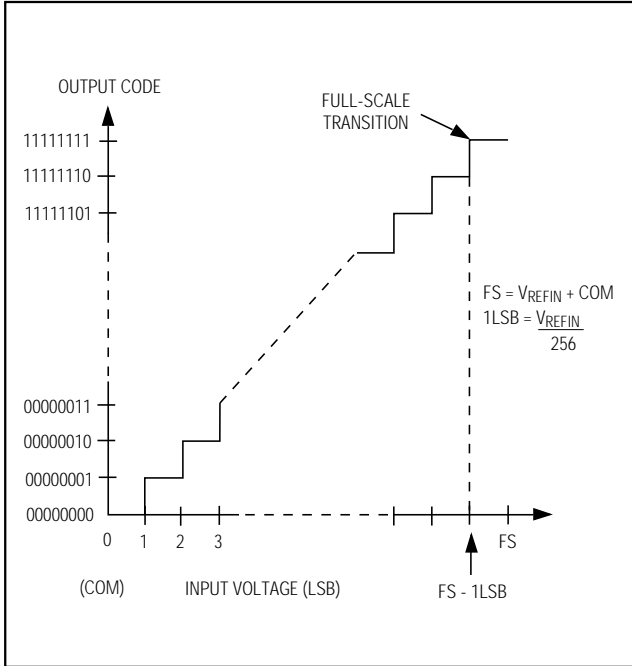 OUTPUT CODE
FULL-SCALE
TRANSITION
11111111
11111110
11111101
FS = VREFIN + COM
1LSB = VREFIN
256
00000011
00000010
00000001
00000000
0
1
2
3
FS
(COM)
INPUT VOLTAGE (LSB)
FS - 1LSB